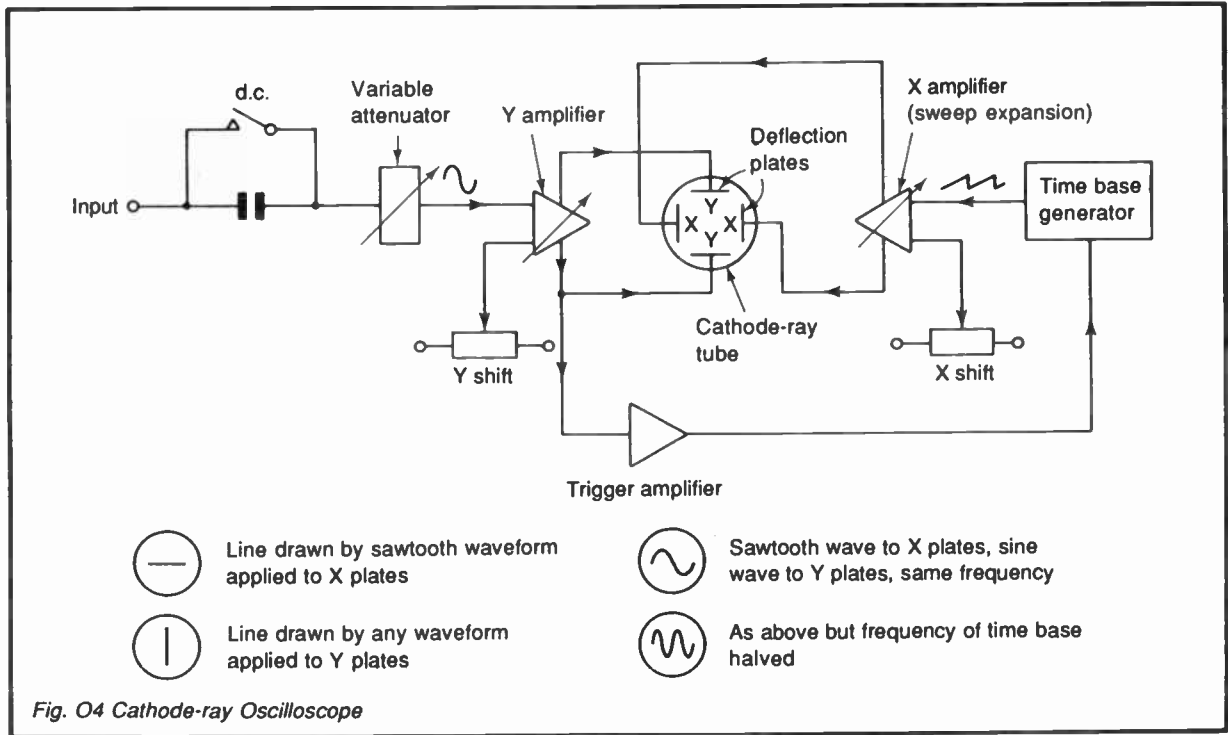 d.c.
Variable
attenuator
Y amplifier
X amplifier
(sweep expansion)
Deflection
plates
Input
Y
X
X
Y
Time base
generator
Cathode-ray
tube
Y shift
X shift
Trigger amplifier
Line drawn by sawtooth waveform
applied to X plates
Sawtooth wave to X plates, sine
wave to Y plates, same frequency
Line drawn by any waveform
applied to Y plates
As above but frequency of time base
halved
Fig. O4 Cathode-ray Oscilloscope